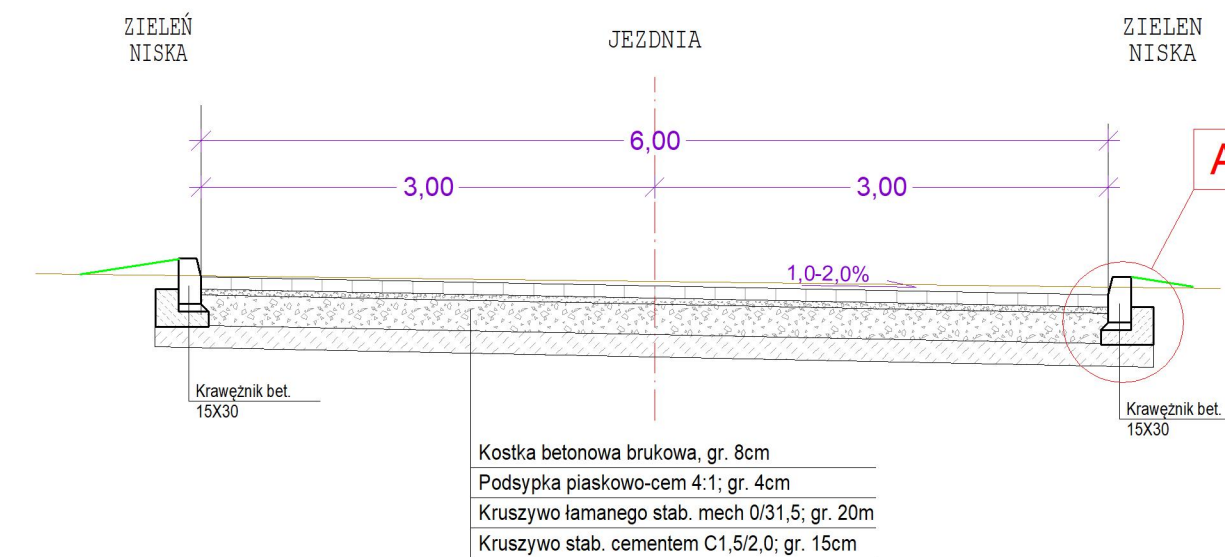 ZIELEŃ
NISKA
JEZDNIA
ZIELEN
NISKA
6,00
A
3,00
3,00
1,0-2,0%
Krawężnik bet.
15X30
Krawężnik bet.
15X30
Kostka betonowa brukowa, gr. 8cm
Podsypka piaskowo-cem 4:1; gr. 4cm
Kruszywo łamanego stab. mech 0/31,5; gr. 20m
Kruszywo stab. cementem C1,5/2,0; gr. 15cm